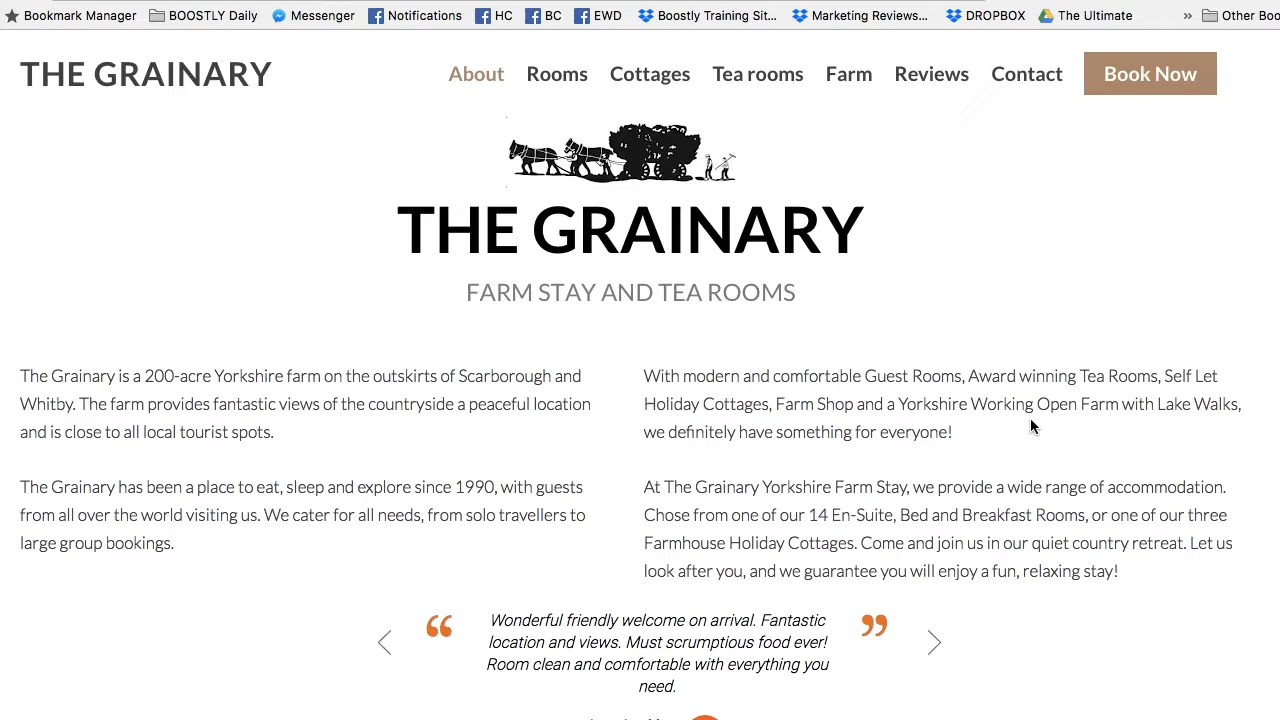 Bookmark Manager BOOSTLY Daily Messenger Notifications HC BC EWD Boostly Training Sit... Marketing Reviews... DROPBOX The Ultimate » Other Boo
THE GRAINARY About Rooms Cottages Tea rooms Farm Reviews Contact Book Now
THE GRAINARY
FARM STAY AND TEA ROOMS
The Grainary is a 200-acre Yorkshire farm on the outskirts of Scarborough and
Whitby. The farm provides fantastic views of the countryside a peaceful location
and is close to all local tourist spots.
The Grainary has been a place to eat, sleep and explore since 1990, with guests
from all over the world visiting us. We cater for all needs, from solo travellers to
large group bookings.
With modern and comfortable Guest Rooms, Award winning Tea Rooms, Self Let
Holiday Cottages, Farm Shop and a Yorkshire Working Open Farm with Lake Walks,
we definitely have something for everyone!
At The Grainary Yorkshire Farm Stay, we provide a wide range of accommodation.
Chose from one of our 14 En-Suite, Bed and Breakfast Rooms, or one of our three
Farmhouse Holiday Cottages. Come and join us in our quiet country retreat. Let us
look after you, and we guarantee you will enjoy a fun, relaxing stay!
“ Wonderful friendly welcome on arrival. Fantastic ”
location and views. Must scrumptious food ever!
Room clean and comfortable with everything you
need.